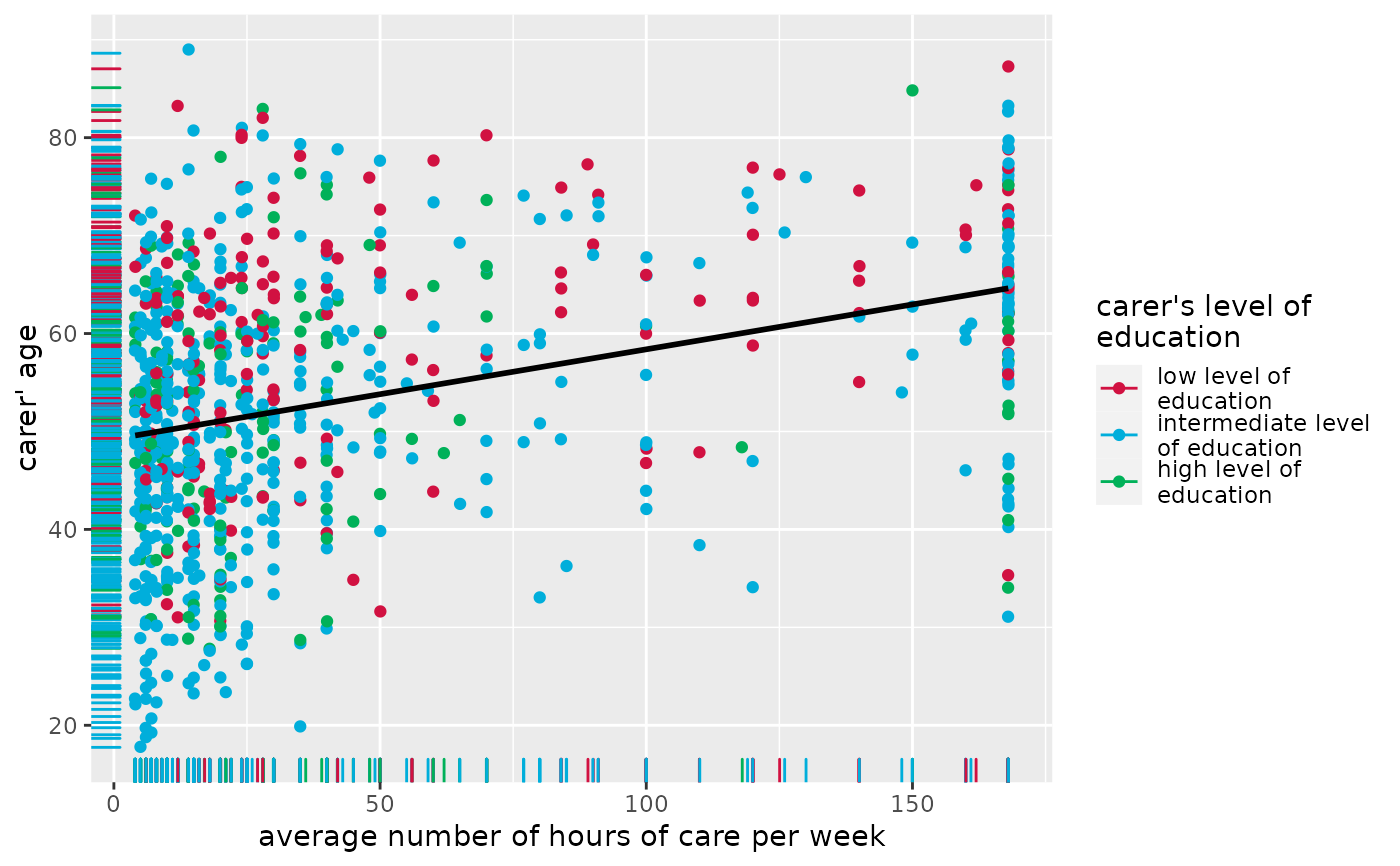 80
60
40
20
carer' age
0
50
100
150
average number of hours of care per week
carer's level of
education
low level of
education
intermediate level
of education
high level of
education